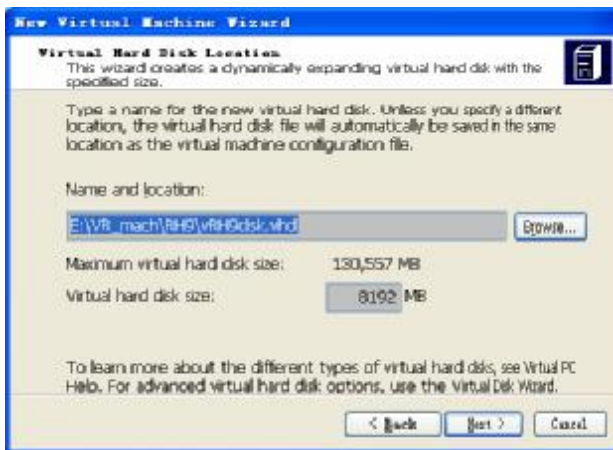 New Virtual Machine Wizard
Virtual Hard Disk Location
This wizard creates a dynamically expanding virtual hard disk with the
specified size.
Type a name for the new virtual hard disk. Unless you specify a different
location, the virtual hard disk file will automatically be saved in the same
location as the virtual machine configuration file.
Name and location:
E:\VR_mach\RH9\vRH9disk.vhd
Browse...
Maximum virtual hard disk size: 130,557 MB
Virtual hard disk size: 8192 MB
To learn more about the different types of virtual hard disks, see Virtual PC
Help. For advanced virtual hard disk options, use the Virtual Disk Wizard.
< Back Next > Cancel